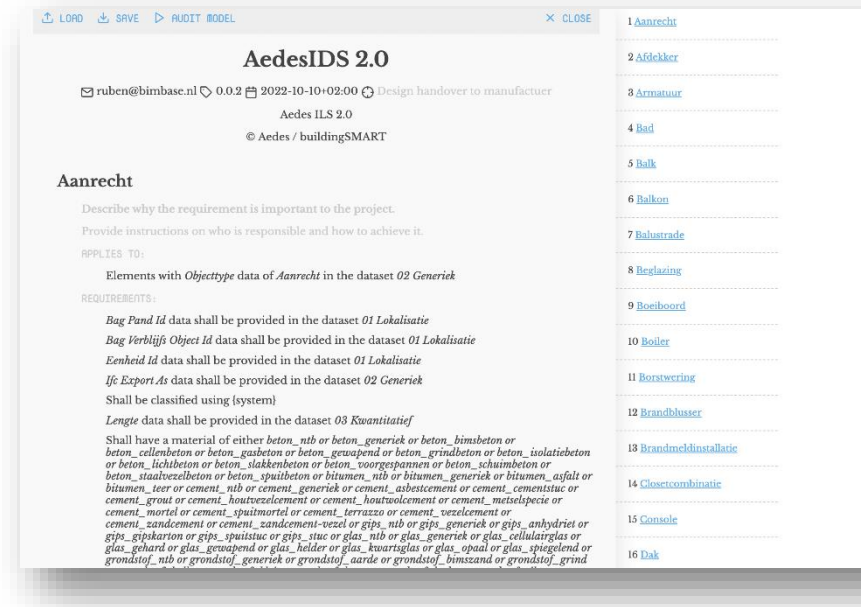 LOAD SAVE AUDIT MODEL CLOSE
AedesIDS 2.0
ruben@bimbase.nl 0.0.2 2022-10-10+02:00 Design handover to manufactuer
Aedes ILS 2.0
© Aedes / buildingSMART
Aanrecht
Describe why the requirement is important to the project.
Provide instructions on who is responsible and how to achieve it.
APPLIES TO:
Elements with Objecttype data of Aanrecht in the dataset 02 Generiek
REQUIREMENTS:
Bag Pand Id data shall be provided in the dataset 01 Lokalisatie
Bag Verblijfs Object Id data shall be provided in the dataset 01 Lokalisatie
Eenheid Id data shall be provided in the dataset 01 Lokalisatie
Ifc Export As data shall be provided in the dataset 02 Generiek
Shall be classified using {system}
Lengte data shall be provided in the dataset 03 Kwantitatief
Shall have a material of either beton_ntb or beton_generiek or beton_bimsbeton or
beton_cellenbeton or beton_gasbeton or beton_gewapend or beton_grindbeton or beton_isolatiebeton
or beton_lichtbeton or beton_slakkenbeton or beton_voorgespannen or beton_schuimbeton or
beton_staalvezelbeton or beton_spuitbeton or bitumen_ntb or bitumen_generiek or bitumen_asfalt or
bitumen_teer or cement_ntb or cement_generiek or cement_asbestcement or cement_cementstuc or
cement_grout or cement_houtvezelcement or cement_houtwolcement or cement_metselspecie or
cement_mortel or cement_spuitmortel or cement_terrazzo or cement_vezelcement or
cement_zandcement or cement_zandcement-vezel or gips_ntb or gips_generiek or gips_anhydriet or
gips_gipskarton or gips_spuitstuc or gips_stuc or glas_ntb or glas_generiek or glas_cellulairglas or
glas_gehard or glas_gewapend or glas_helder or glas_kwartsglas or glas_opaal or glas_spiegelend or
grondstof_ntb or grondstof_generiek or grondstof_aarde or grondstof_bimszand or grondstof_grind
1 Aanrecht
2 Afdekker
3 Armatuur
4 Bad
5 Balk
6 Balkon
7 Balustrade
8 Beglazing
9 Boeiboord
10 Boiler
11 Borstwering
12 Brandblusser
13 Brandmeldinstallatie
14 Closetcombinatie
15 Console
16 Dak